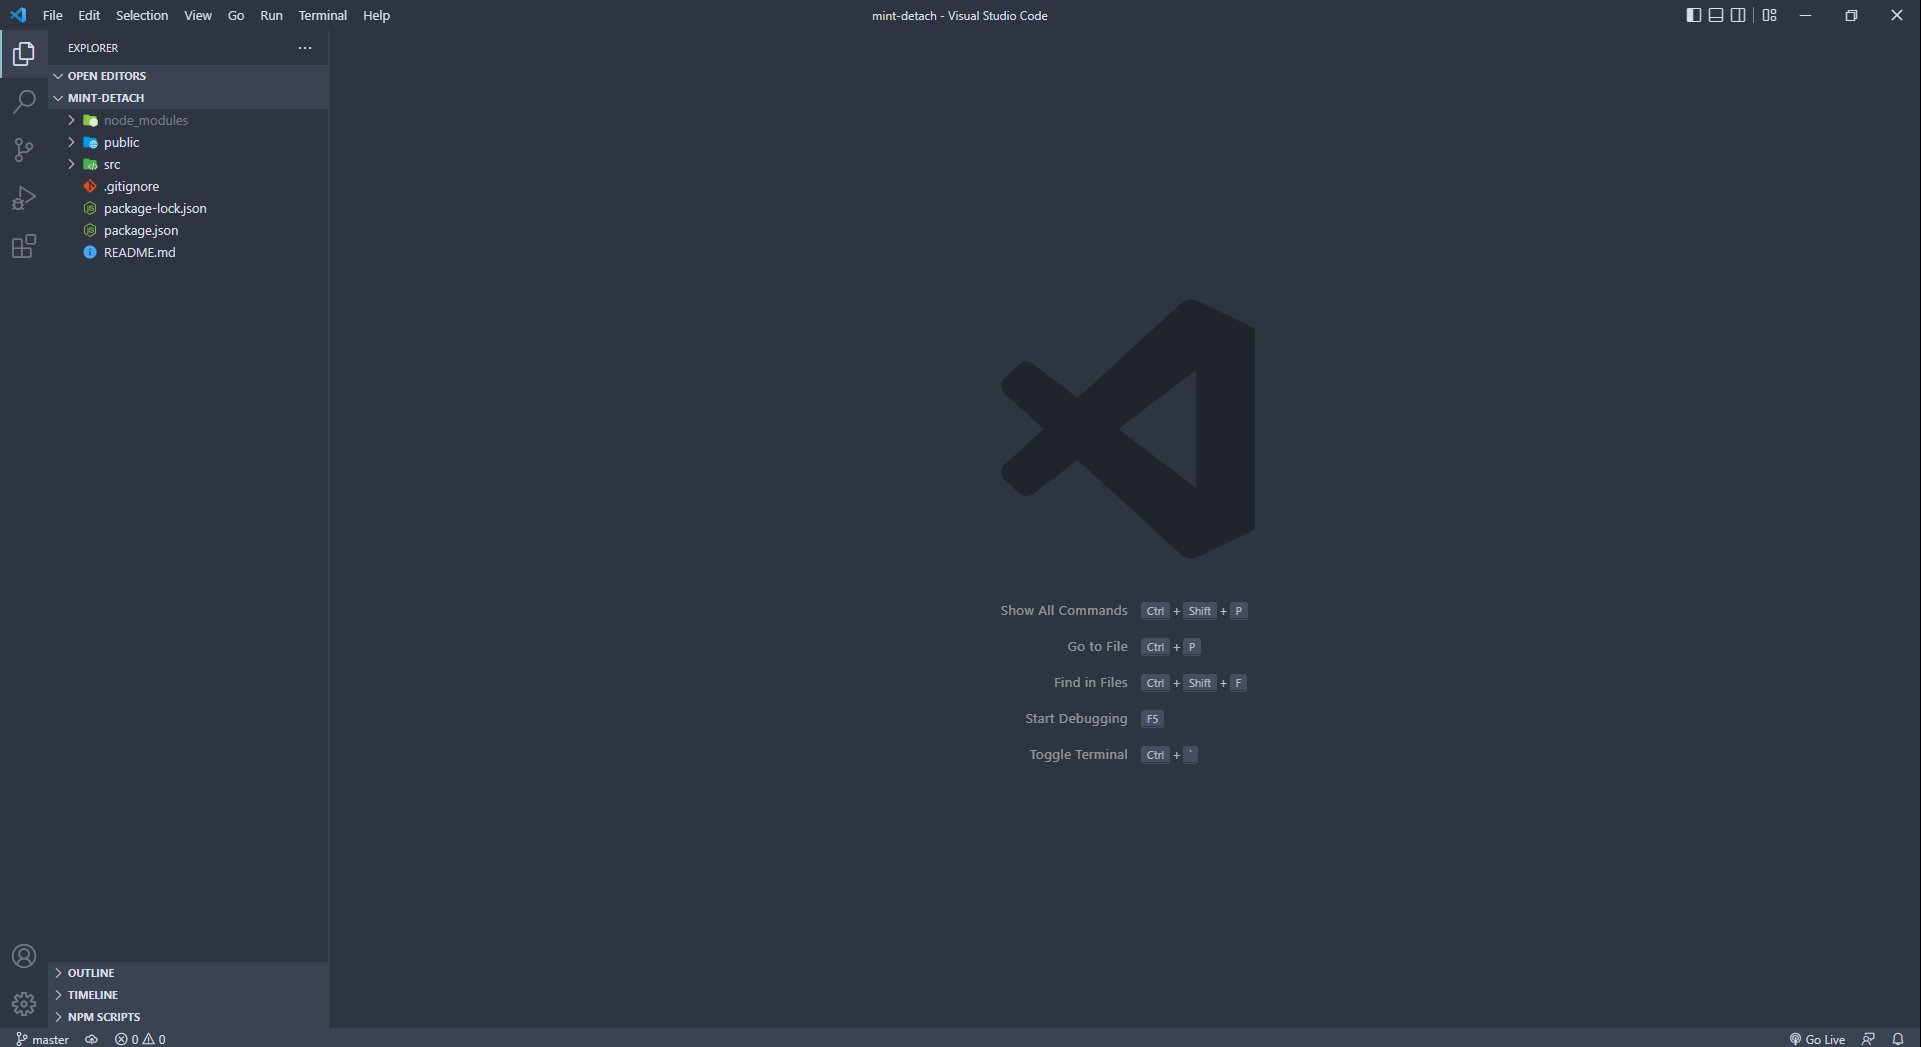 File Edit Selection View Go Run Terminal Help
mint-detach - Visual Studio Code
EXPLORER
OPEN EDITORS
MINT-DETACH
node_modules
public
src
.gitignore
package-lock.json
package.json
README.md
Show All Commands Ctrl + Shift + P
Go to File Ctrl + P
Find in Files Ctrl + Shift + F
Start Debugging F5
Toggle Terminal Ctrl + `
OUTLINE
TIMELINE
NPM SCRIPTS
master 0 0 Go Live